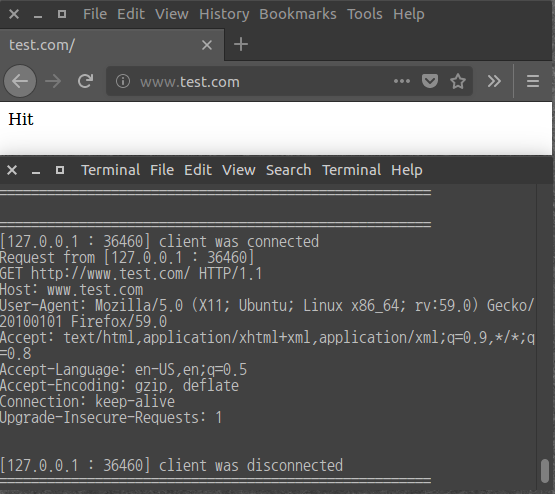 File Edit View History Bookmarks Tools Help
test.com/
www.test.com
Hit
Terminal File Edit View Search Terminal Help
==========================================================
==========================================================
[127.0.0.1 : 36460] client was connected
Request from [127.0.0.1 : 36460]
GET http://www.test.com/ HTTP/1.1
Host: www.test.com
User-Agent: Mozilla/5.0 (X11; Ubuntu; Linux x86_64; rv:59.0) Gecko/
20100101 Firefox/59.0
Accept: text/html,application/xhtml+xml,application/xml;q=0.9,*/*;q
=0.8
Accept-Language: en-US,en;q=0.5
Accept-Encoding: gzip, deflate
Connection: keep-alive
Upgrade-Insecure-Requests: 1
[127.0.0.1 : 36460] client was disconnected
==========================================================